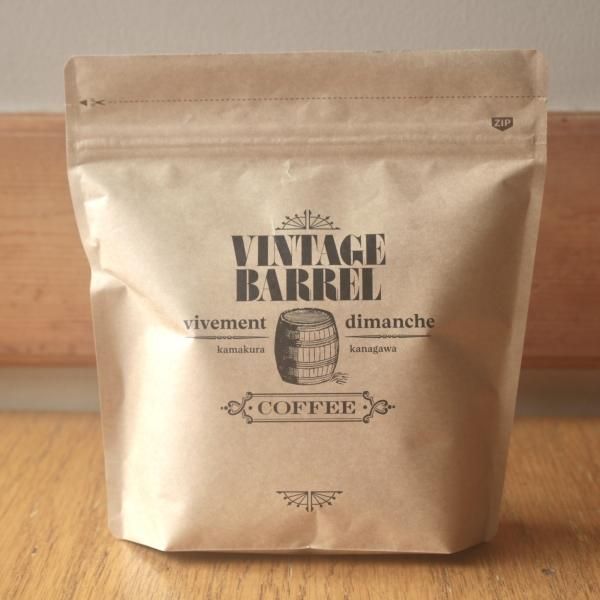 ZIP
VINTAGE
BARREL
vivement dimanche
kamakura kanagawa
COFFEE